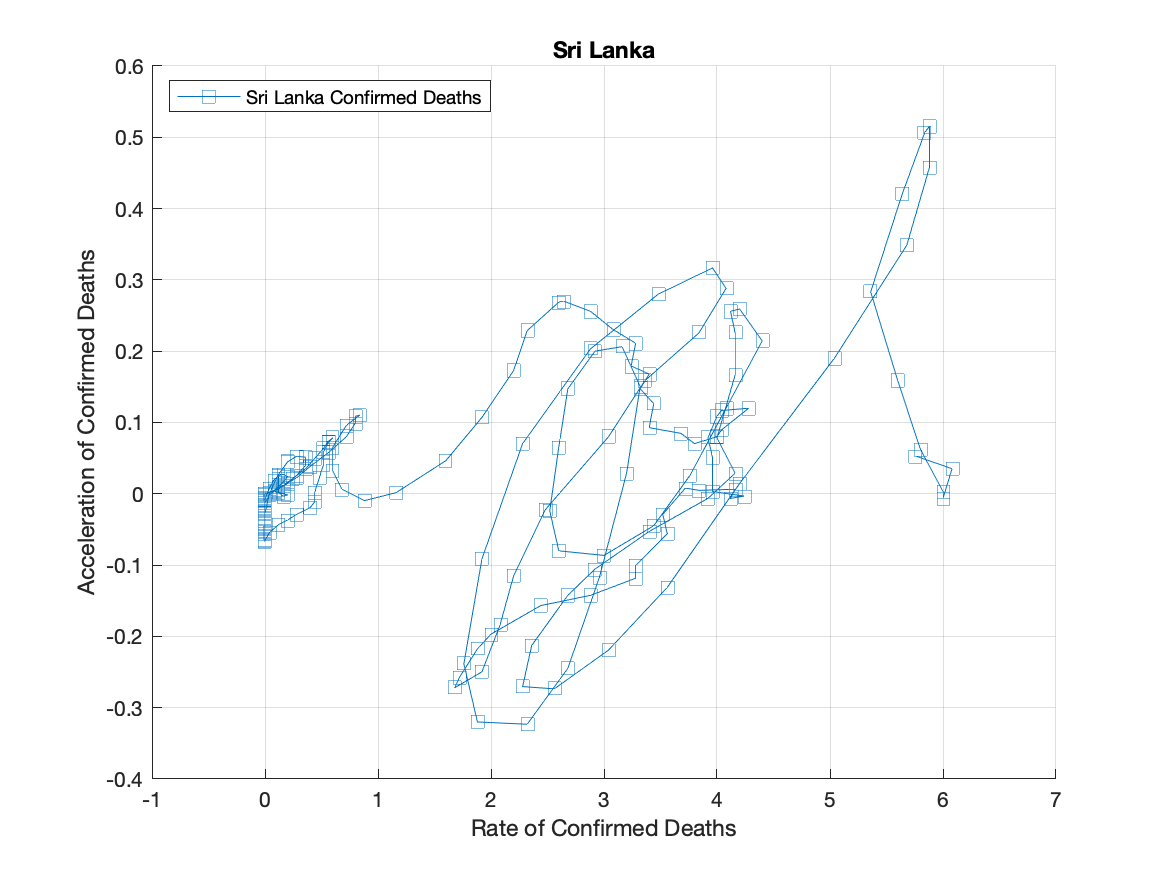 Sri Lanka
Sri Lanka Confirmed Deaths
0.6
0.5
0.4
0.3
0.2
0.1
0
-0.1
-0.2
-0.3
-0.4
Acceleration of Confirmed Deaths
-1 0 1 2 3 4 5 6 7
Rate of Confirmed Deaths